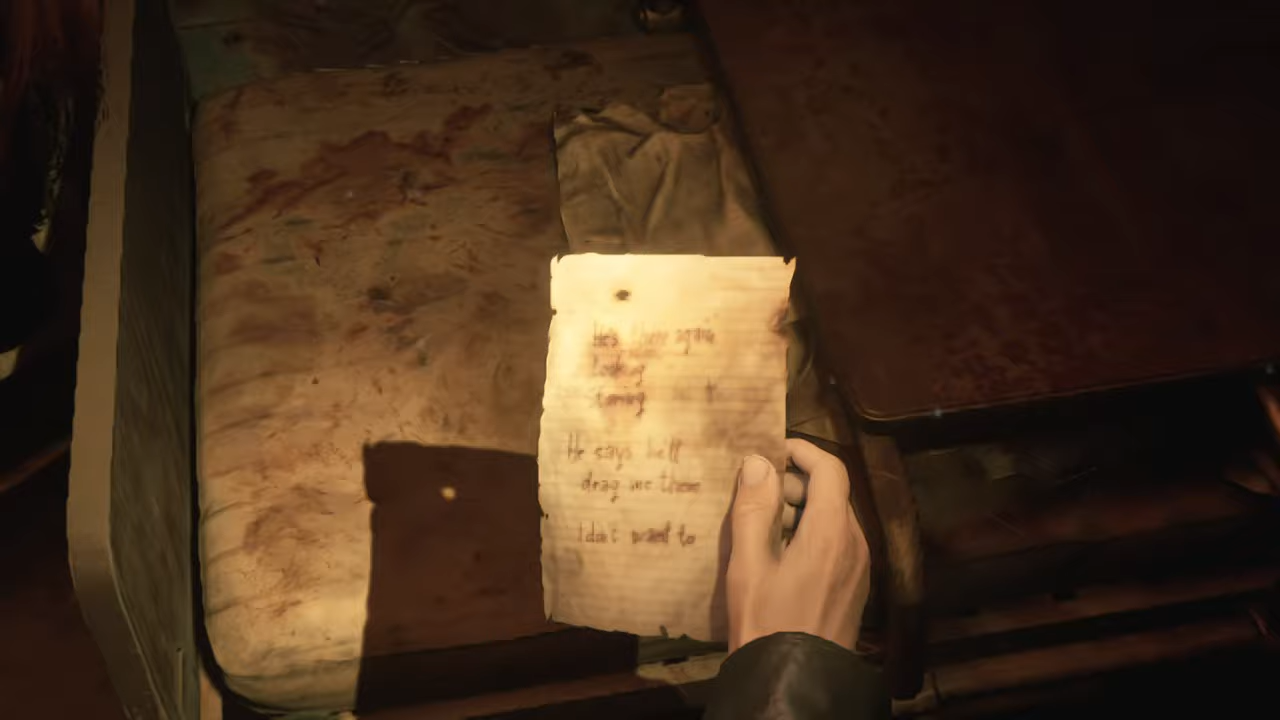 He's there again
looking
coming
He says he'll
drag me there
I don't want to